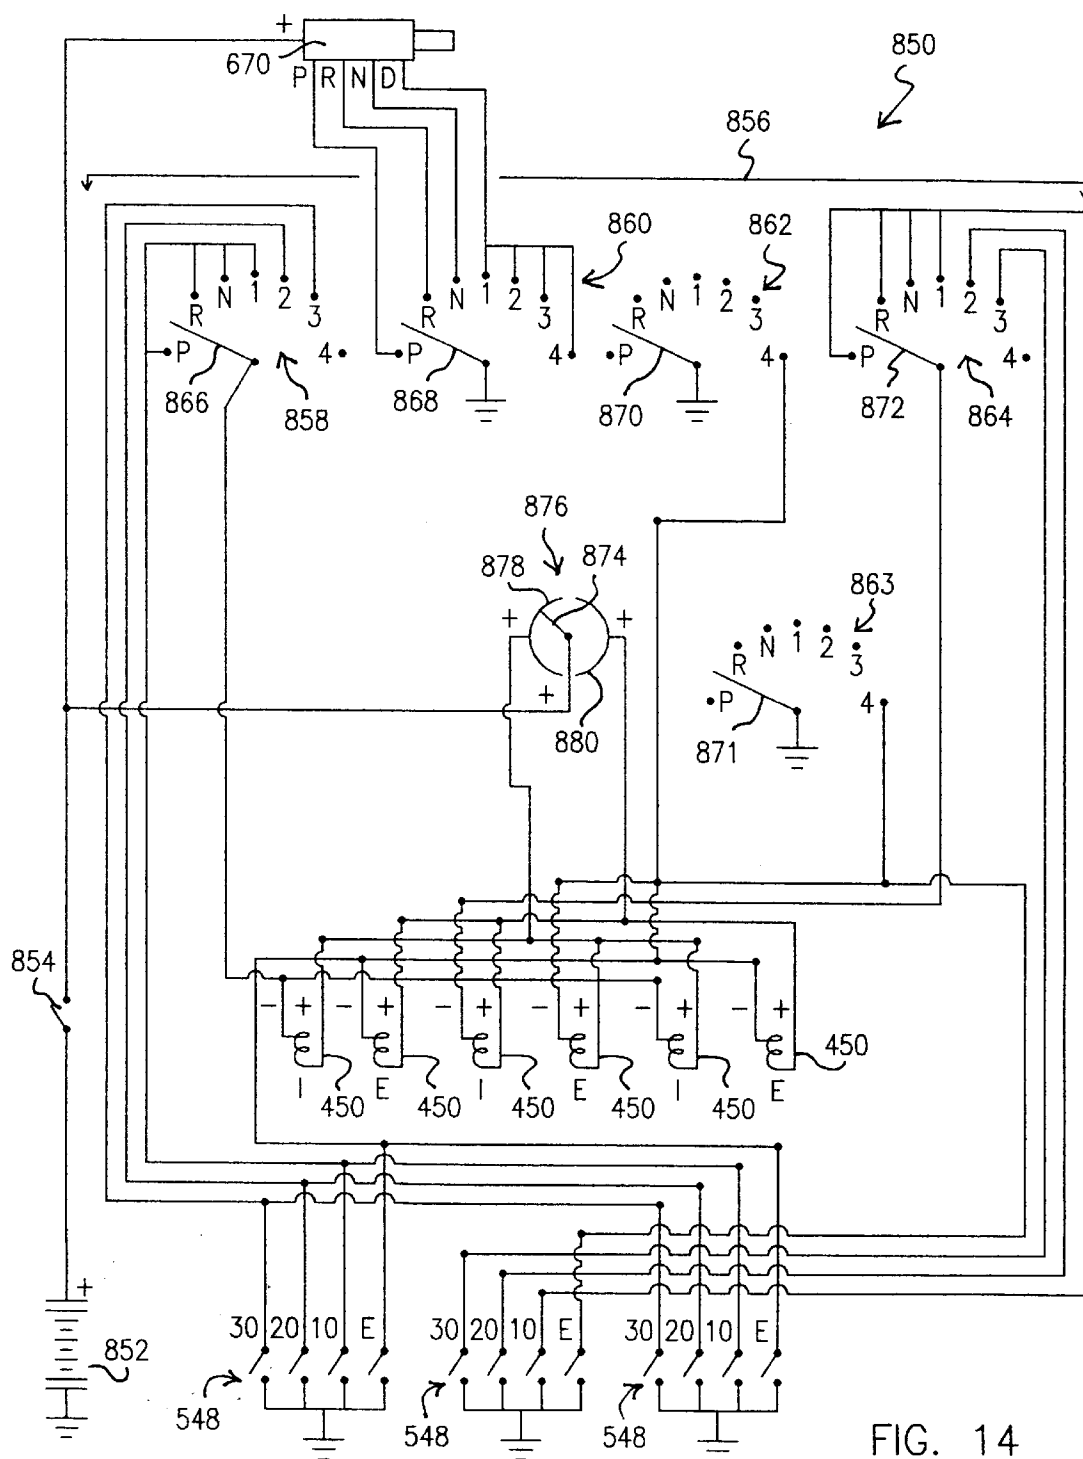 +
670
P R N D
850
856
860
862
R N 1 2 3
P 4
866
858
R N 1 2 3
P 4
868
R N 1 2 3
P 4
870
R N 1 2 3
P 4
872
864
876
878
874
+ +
+
880
863
R N 1 2 3
P 4
871
854
- + - + - + - + - + - +
450
I E I E I E
450 450 450 450 450
+
852
30 20 10 E
30 20 10 E
30 20 10 E
548
548
548
FIG. 14